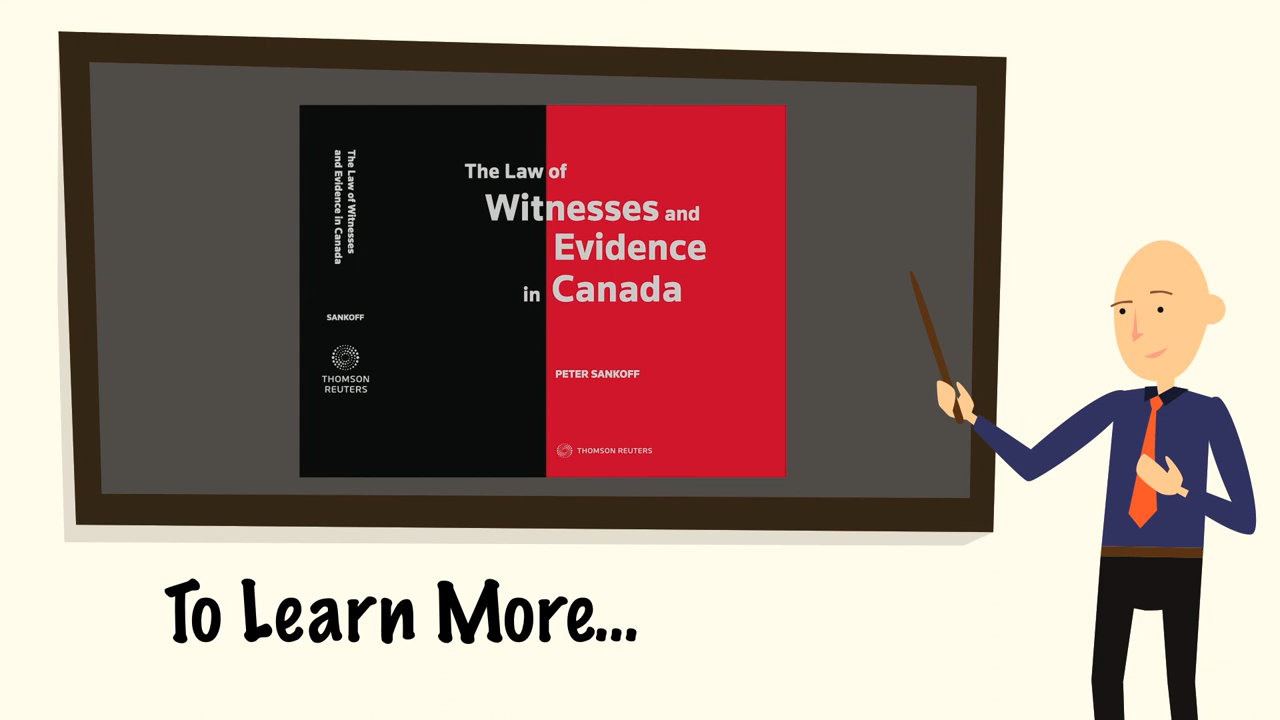 The Law of Witnesses
and Evidence in Canada
SANKOFF
THOMSON
REUTERS
The Law of
Witnesses and
Evidence
in Canada
PETER SANKOFF
THOMSON REUTERS
To Learn More...